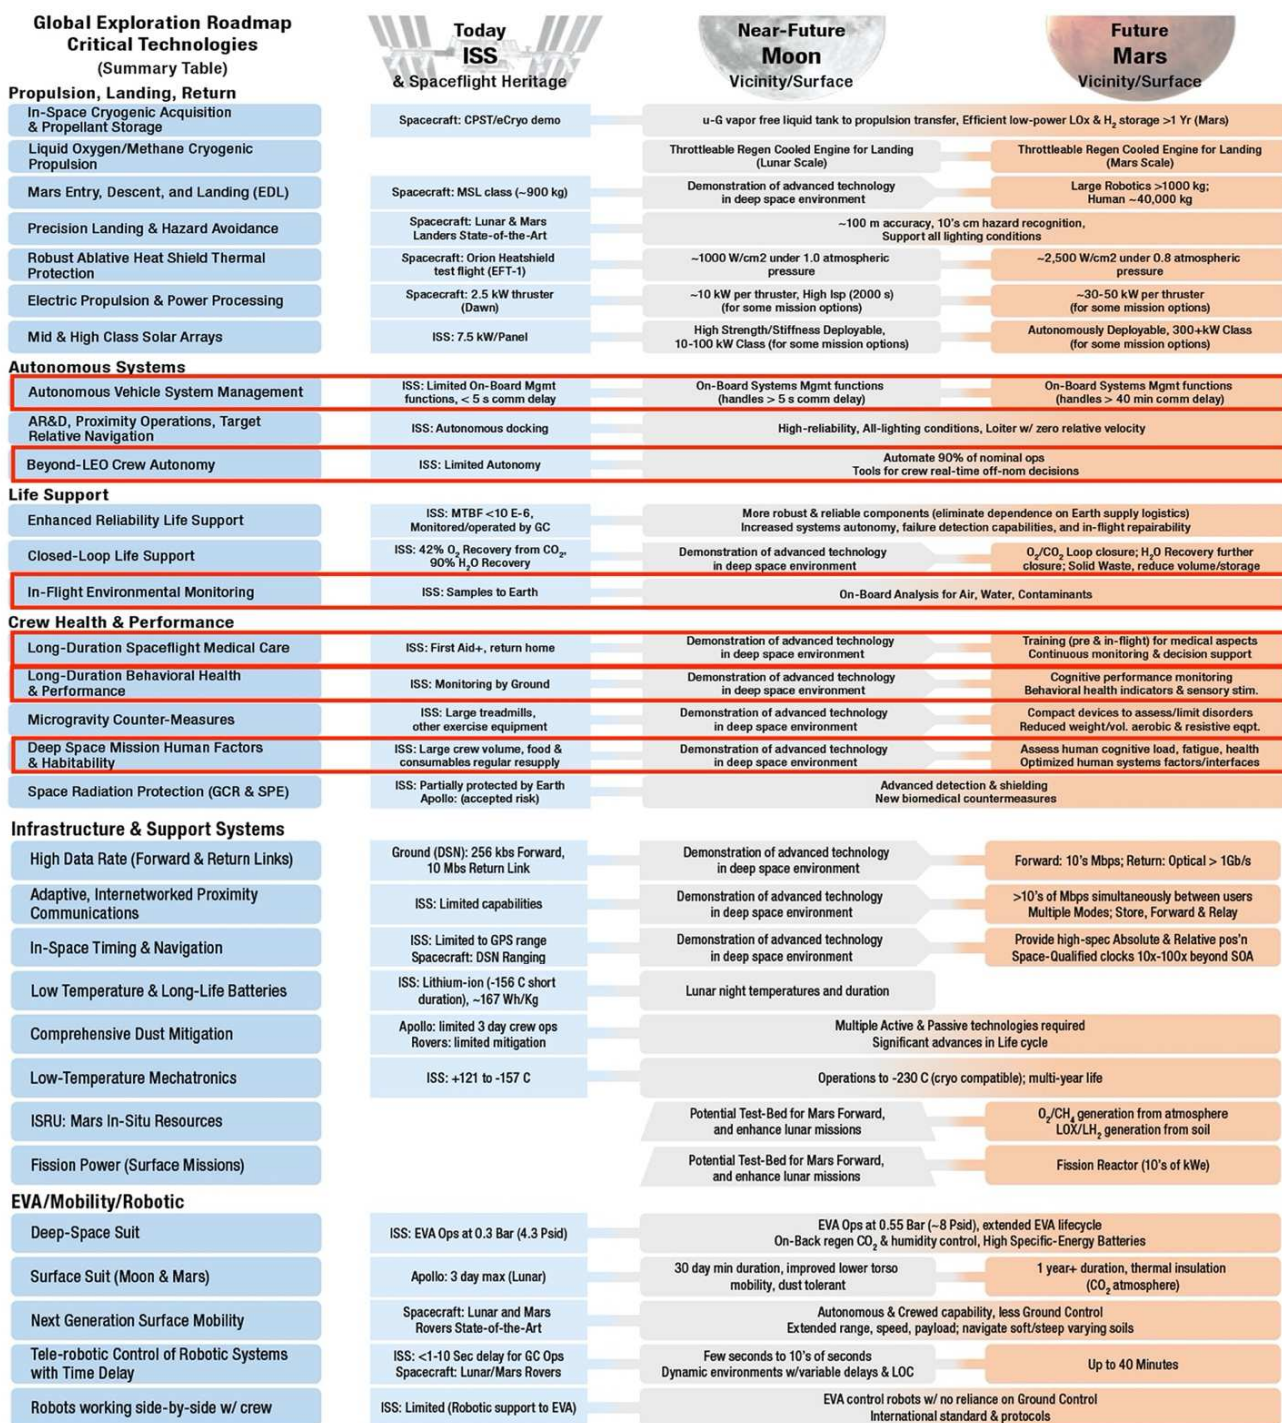 Global Exploration Roadmap
Critical Technologies
(Summary Table)
Today
ISS
& Spaceflight Heritage
Near-Future
Moon
Vicinity/Surface
Future
Mars
Vicinity/Surface
Propulsion, Landing, Return
In-Space Cryogenic Acquisition
& Propellant Storage
Spacecraft: CPST/eCryo demo
u-G vapor free liquid tank to propulsion transfer, Efficient low-power LOx & H2 storage >1 Yr (Mars)
Liquid Oxygen/Methane Cryogenic
Propulsion
Throttleable Regen Cooled Engine for Landing
(Lunar Scale)
Throttleable Regen Cooled Engine for Landing
(Mars Scale)
Mars Entry, Descent, and Landing (EDL)
Spacecraft: MSL class (~900 kg)
Demonstration of advanced technology
in deep space environment
Large Robotics >1000 kg;
Human ~40,000 kg
Precision Landing & Hazard Avoidance
Spacecraft: Lunar & Mars
Landers State-of-the-Art
~100 m accuracy, 10's cm hazard recognition,
Support all lighting conditions
Robust Ablative Heat Shield Thermal
Protection
Spacecraft: Orion Heatshield
test flight (EFT-1)
~1000 W/cm2 under 1.0 atmospheric
pressure
~2,500 W/cm2 under 0.8 atmospheric
pressure
Electric Propulsion & Power Processing
Spacecraft: 2.5 kW thruster
(Dawn)
~10 kW per thruster, High Isp (2000 s)
(for some mission options)
~30-50 kW per thruster
(for some mission options)
Mid & High Class Solar Arrays
ISS: 7.5 kW/Panel
High Strength/Stiffness Deployable,
10-100 kW Class (for some mission options)
Autonomously Deployable, 300+kW Class
(for some mission options)
Autonomous Systems
Autonomous Vehicle System Management
ISS: Limited On-Board Mgmt
functions, < 5 s comm delay
On-Board Systems Mgmt functions
(handles > 5 s comm delay)
On-Board Systems Mgmt functions
(handles > 40 min comm delay)
AR&D, Proximity Operations, Target
Relative Navigation
ISS: Autonomous docking
High-reliability, All-lighting conditions, Loiter w/ zero relative velocity
Beyond-LEO Crew Autonomy
ISS: Limited Autonomy
Automate 90% of nominal ops
Tools for crew real-time off-nom decisions
Life Support
Enhanced Reliability Life Support
ISS: MTBF <10 E-6,
Monitored/operated by GC
More robust & reliable components (eliminate dependence on Earth supply logistics)
Increased systems autonomy, failure detection capabilities, and in-flight repairability
Closed-Loop Life Support
ISS: 42% O2 Recovery from CO2,
90% H2O Recovery
Demonstration of advanced technology
in deep space environment
O2/CO2 Loop closure; H2O Recovery further
closure; Solid Waste, reduce volume/storage
In-Flight Environmental Monitoring
ISS: Samples to Earth
On-Board Analysis for Air, Water, Contaminants
Crew Health & Performance
Long-Duration Spaceflight Medical Care
ISS: First Aid+, return home
Demonstration of advanced technology
in deep space environment
Training (pre & in-flight) for medical aspects
Continuous monitoring & decision support
Long-Duration Behavioral Health
& Performance
ISS: Monitoring by Ground
Demonstration of advanced technology
in deep space environment
Cognitive performance monitoring
Behavioral health indicators & sensory stim.
Microgravity Counter-Measures
ISS: Large treadmills,
other exercise equipment
Demonstration of advanced technology
in deep space environment
Compact devices to assess/limit disorders
Reduced weight/vol. aerobic & resistive eqpt.
Deep Space Mission Human Factors
& Habitability
ISS: Large crew volume, food &
consumables regular resupply
Demonstration of advanced technology
in deep space environment
Assess human cognitive load, fatigue, health
Optimized human systems factors/interfaces
Space Radiation Protection (GCR & SPE)
ISS: Partially protected by Earth
Apollo: (accepted risk)
Advanced detection & shielding
New biomedical countermeasures
Infrastructure & Support Systems
High Data Rate (Forward & Return Links)
Ground (DSN): 256 kbs Forward,
10 Mbs Return Link
Demonstration of advanced technology
in deep space environment
Forward: 10's Mbps; Return: Optical > 1Gb/s
Adaptive, Internetworked Proximity
Communications
ISS: Limited capabilities
Demonstration of advanced technology
in deep space environment
>10's of Mbps simultaneously between users
Multiple Modes; Store, Forward & Relay
In-Space Timing & Navigation
ISS: Limited to GPS range
Spacecraft: DSN Ranging
Demonstration of advanced technology
in deep space environment
Provide high-spec Absolute & Relative pos'n
Space-Qualified clocks 10x-100x beyond SOA
Low Temperature & Long-Life Batteries
ISS: Lithium-ion (-156 C short
duration), ~167 Wh/Kg
Lunar night temperatures and duration
Comprehensive Dust Mitigation
Apollo: limited 3 day crew ops
Rovers: limited mitigation
Multiple Active & Passive technologies required
Significant advances in Life cycle
Low-Temperature Mechatronics
ISS: +121 to -157 C
Operations to -230 C (cryo compatible); multi-year life
ISRU: Mars In-Situ Resources
Potential Test-Bed for Mars Forward,
and enhance lunar missions
O2/CH4 generation from atmosphere
LOX/LH2 generation from soil
Fission Power (Surface Missions)
Potential Test-Bed for Mars Forward,
and enhance lunar missions
Fission Reactor (10's of kWe)
EVA/Mobility/Robotic
Deep-Space Suit
ISS: EVA Ops at 0.3 Bar (4.3 Psid)
EVA Ops at 0.55 Bar (~8 Psid), extended EVA lifecycle
On-Back regen CO2 & humidity control, High Specific-Energy Batteries
Surface Suit (Moon & Mars)
Apollo: 3 day max (Lunar)
30 day min duration, improved lower torso
mobility, dust tolerant
1 year+ duration, thermal insulation
(CO2 atmosphere)
Next Generation Surface Mobility
Spacecraft: Lunar and Mars
Rovers State-of-the-Art
Autonomous & Crewed capability, less Ground Control
Extended range, speed, payload; navigate soft/steep varying soils
Tele-robotic Control of Robotic Systems
with Time Delay
ISS: <1-10 Sec delay for GC Ops
Spacecraft: Lunar/Mars Rovers
Few seconds to 10's of seconds
Dynamic environments w/variable delays & LOC
Up to 40 Minutes
Robots working side-by-side w/ crew
ISS: Limited (Robotic support to EVA)
EVA control robots w/ no reliance on Ground Control
International standard & protocols